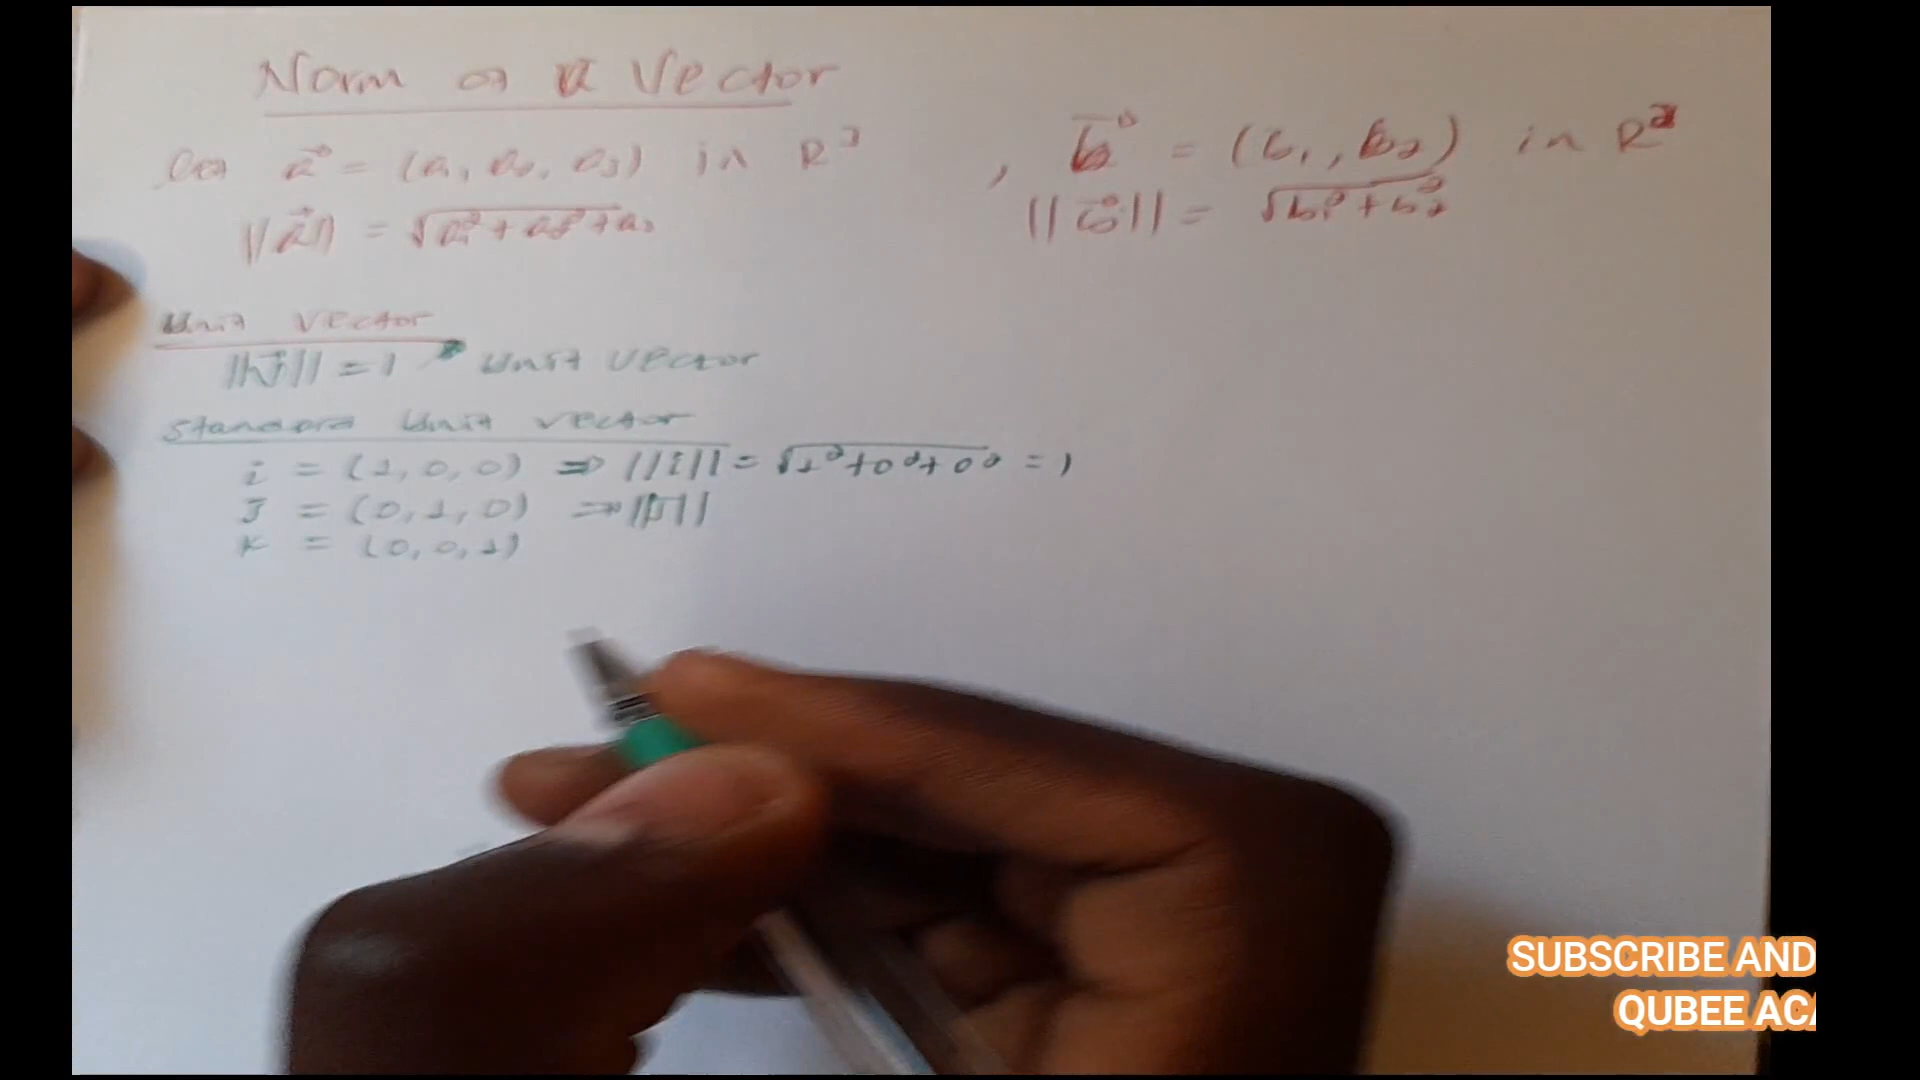 Norm of a Vector
Let a⃗ = (a₁, a₂, a₃) in R³ , b⃗ = (b₁, b₂) in R²
||a⃗|| = √a₁² + a₂² + a₃ ||b⃗|| = √b₁² + b₂²
Unit Vector
|| || = 1 → Unit Vector
Standard Unit Vector
i = (1, 0, 0) ⇒ ||i|| = √1² + 0² + 0² = 1
J = (0, 1, 0) ⇒ ||J||
K = (0, 0, 1)
SUBSCRIBE AND
QUBEE ACA